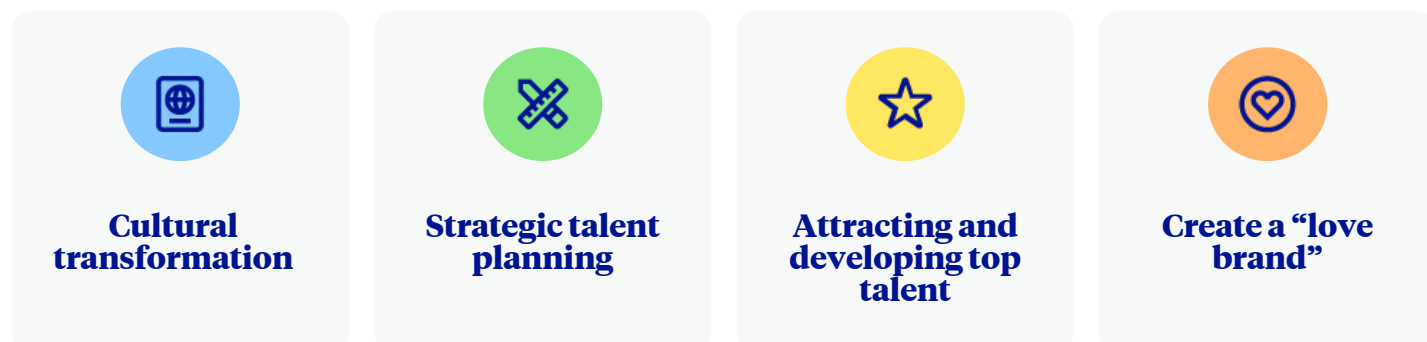 Cultural
transformation
Strategic talent
planning
Attracting and
developing top
talent
Create a “love
brand”